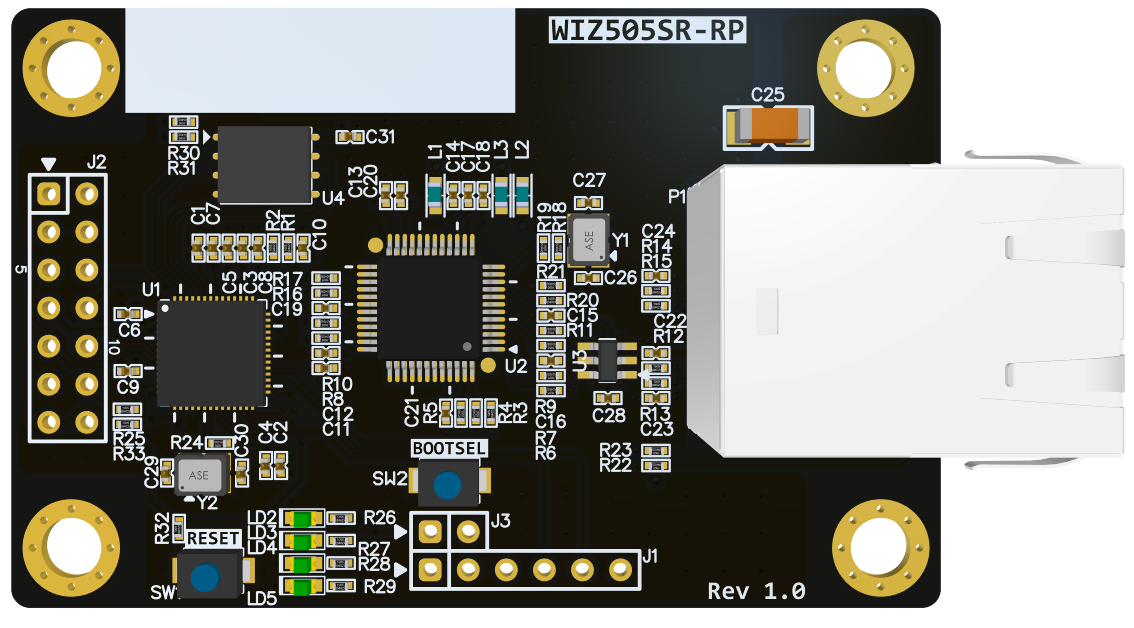 WIZ505SR-RP
C25
C31
R30
R31
J2
U4
C13
C20
L1
C14
C17
C18
L3
L2
C27
P1
C1
C7
R2
R1
C10
R19
R18
ASE
Y1
C24
R14
R15
5
C5
C3
C8
R17
R16
C19
R21
C26
U1
C6
R20
C15
R11
C22
R12
10
U2
U3
C9
R10
R8
C12
C11
C21
R5
R4
R3
R9
C16
R7
R6
C28
R13
C23
R25
R33
R24
C30
C4
C2
BOOTSEL
R23
R22
C29
ASE
Y2
SW2
R32
RESET
LD2
LD3
LD4
LD5
R26
R27
R28
R29
J3
J1
SW
Rev 1.0